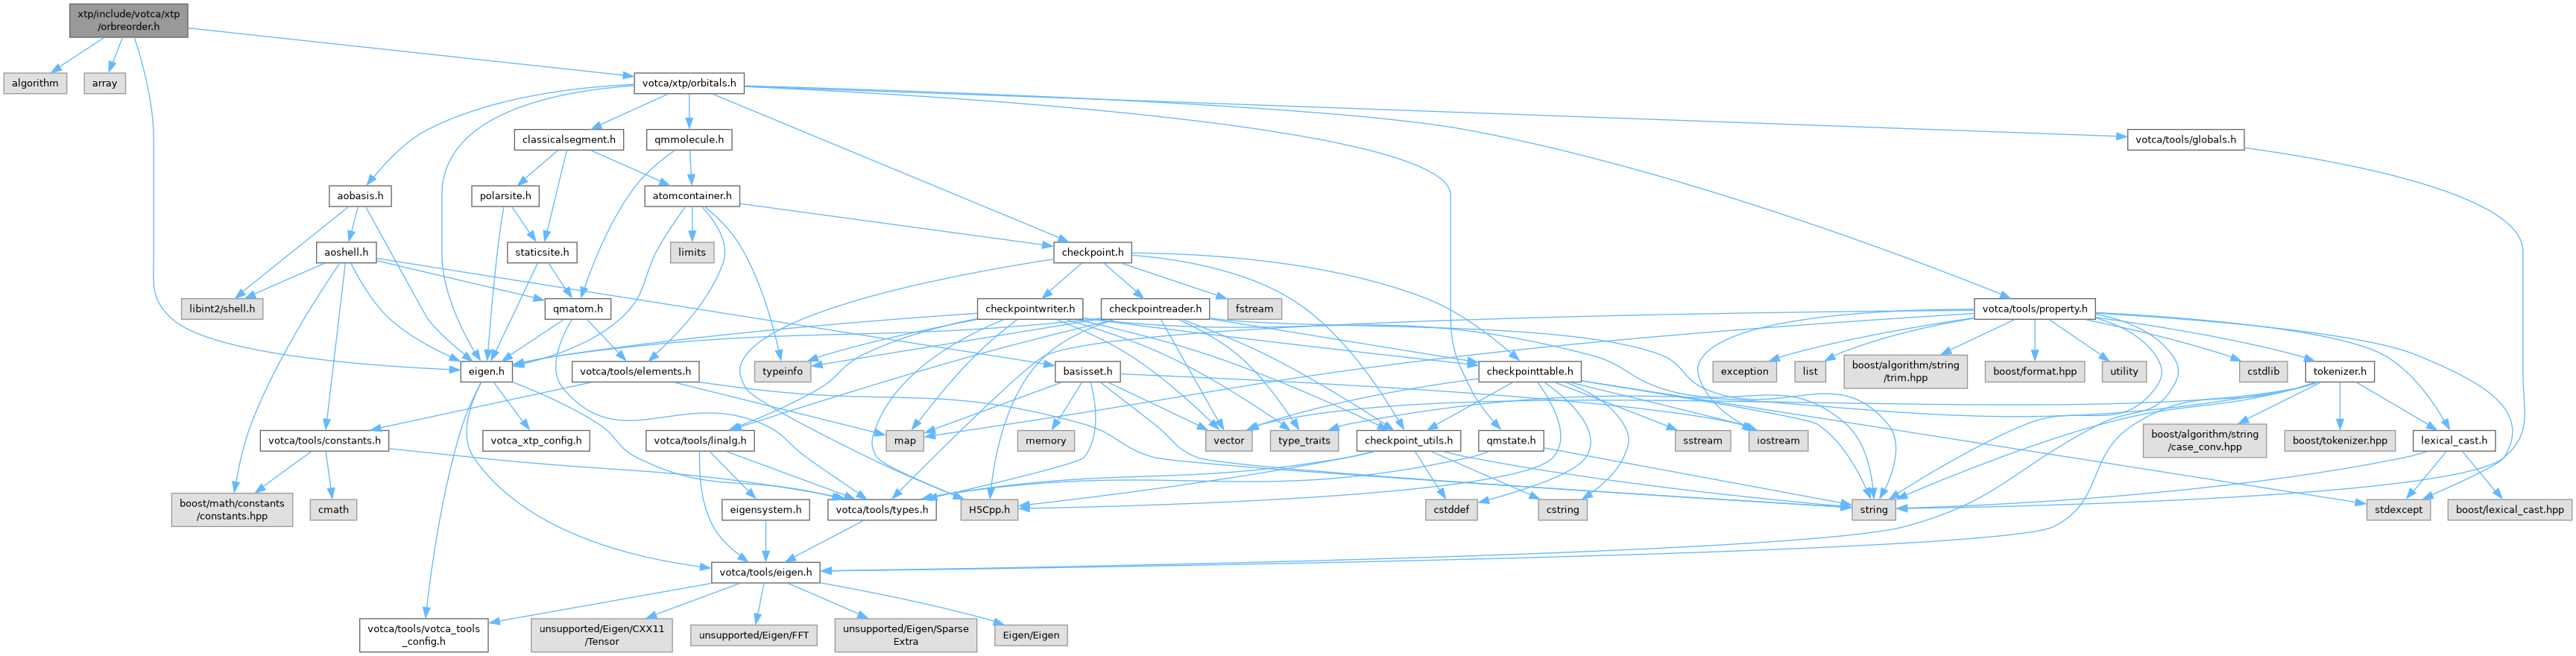 xtp/include/votca/xtp
/orbreorder.h
algorithm
array
votca/xtp/orbitals.h
classicalsegment.h
qmmolecule.h
votca/tools/globals.h
aobasis.h
polarsite.h
atomcontainer.h
aoshell.h
staticsite.h
limits
checkpoint.h
libint2/shell.h
qmatom.h
checkpointwriter.h
checkpointreader.h
fstream
votca/tools/property.h
eigen.h
votca/tools/elements.h
typeinfo
basisset.h
checkpointtable.h
exception
list
boost/algorithm/string
/trim.hpp
boost/format.hpp
utility
cstdlib
tokenizer.h
votca/tools/constants.h
votca_xtp_config.h
votca/tools/linalg.h
map
memory
vector
type_traits
checkpoint_utils.h
qmstate.h
sstream
iostream
boost/algorithm/string
/case_conv.hpp
boost/tokenizer.hpp
lexical_cast.h
boost/math/constants
/constants.hpp
cmath
eigensystem.h
votca/tools/types.h
H5Cpp.h
cstddef
cstring
string
stdexcept
boost/lexical_cast.hpp
votca/tools/eigen.h
votca/tools/votca_tools
_config.h
unsupported/Eigen/CXX11
/Tensor
unsupported/Eigen/FFT
unsupported/Eigen/Sparse
Extra
Eigen/Eigen